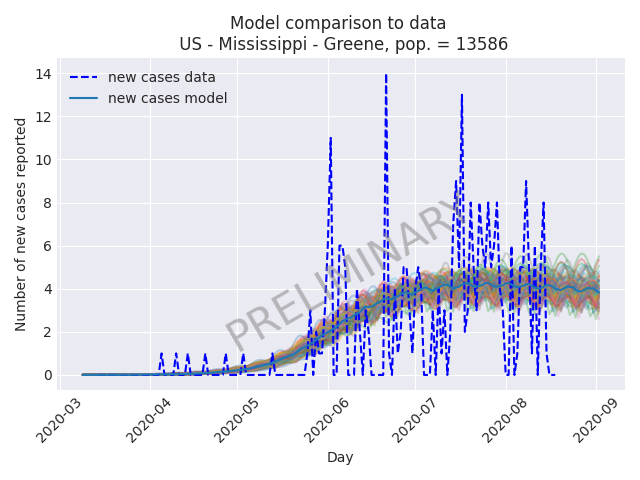 Model comparison to data
US - Mississippi - Greene, pop. = 13586
new cases data
new cases model
Number of new cases reported
14
12
10
8
6
4
2
0
PRELIMINARY
2020-03
2020-04
2020-05
2020-06
2020-07
2020-08
2020-09
Day